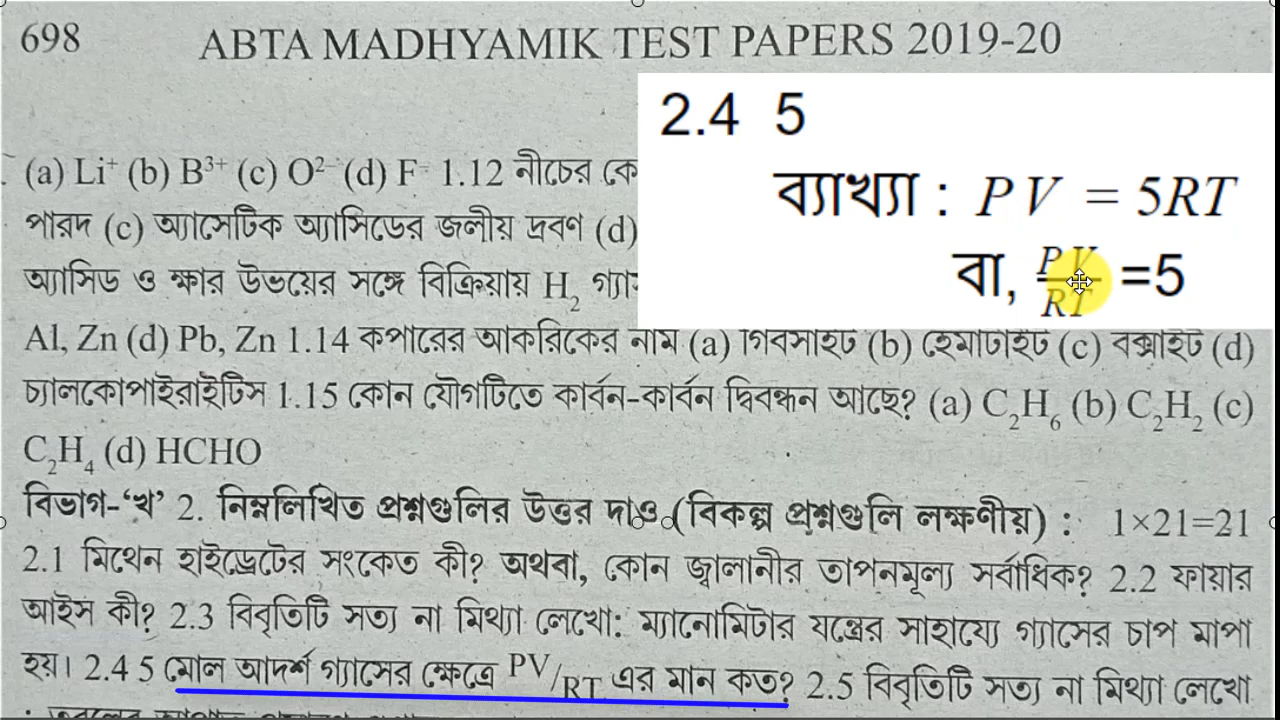 698 ABTA MADHYAMIK TEST PAPERS 2019-20
2.4 5
ব্যাখ্যা : PV = 5RT
বা, PV/RT =5
(a) Li⁺ (b) B³⁺ (c) O²⁻ (d) F⁻ 1.12 নীচের
পারদ (c) অ্যাসেটিক অ্যাসিডের জলীয় দ্রবণ (d)
অ্যাসিড ও ক্ষার উভয়ের সঙ্গে বিক্রিয়ায় H₂
Al, Zn (d) Pb, Zn 1.14 কপারের আকরিকের নাম (a) গিবসাইট (b) হেমাটাইট (c) বক্সাইট (d)
চ্যালকোপাইরাইটিস 1.15 কোন যৌগটিতে কার্বন-কার্বন দ্বিবন্ধন আছে? (a) C₂H₆ (b) C₂H₂ (c)
C₂H₄ (d) HCHO
বিভাগ-‘খ’ 2. নিম্নলিখিত প্রশ্নগুলির উত্তর দাও (বিকল্প প্রশ্নগুলি লক্ষণীয়) : 1×21=21
2.1 মিথেন হাইড্রেটের সংকেত কী? অথবা, কোন জ্বালানীর তাপনমূল্য সর্বাধিক? 2.2 ফায়ার
আইস কী? 2.3 বিবৃতিটি সত্য না মিথ্যা লেখো: ম্যানোমিটার যন্ত্রের সাহায্যে গ্যাসের চাপ মাপা
হয়। 2.4 5 মোল আদর্শ গ্যাসের ক্ষেত্রে PV/RT এর মান কত? 2.5 বিবৃতিটি সত্য না মিথ্যা লেখো